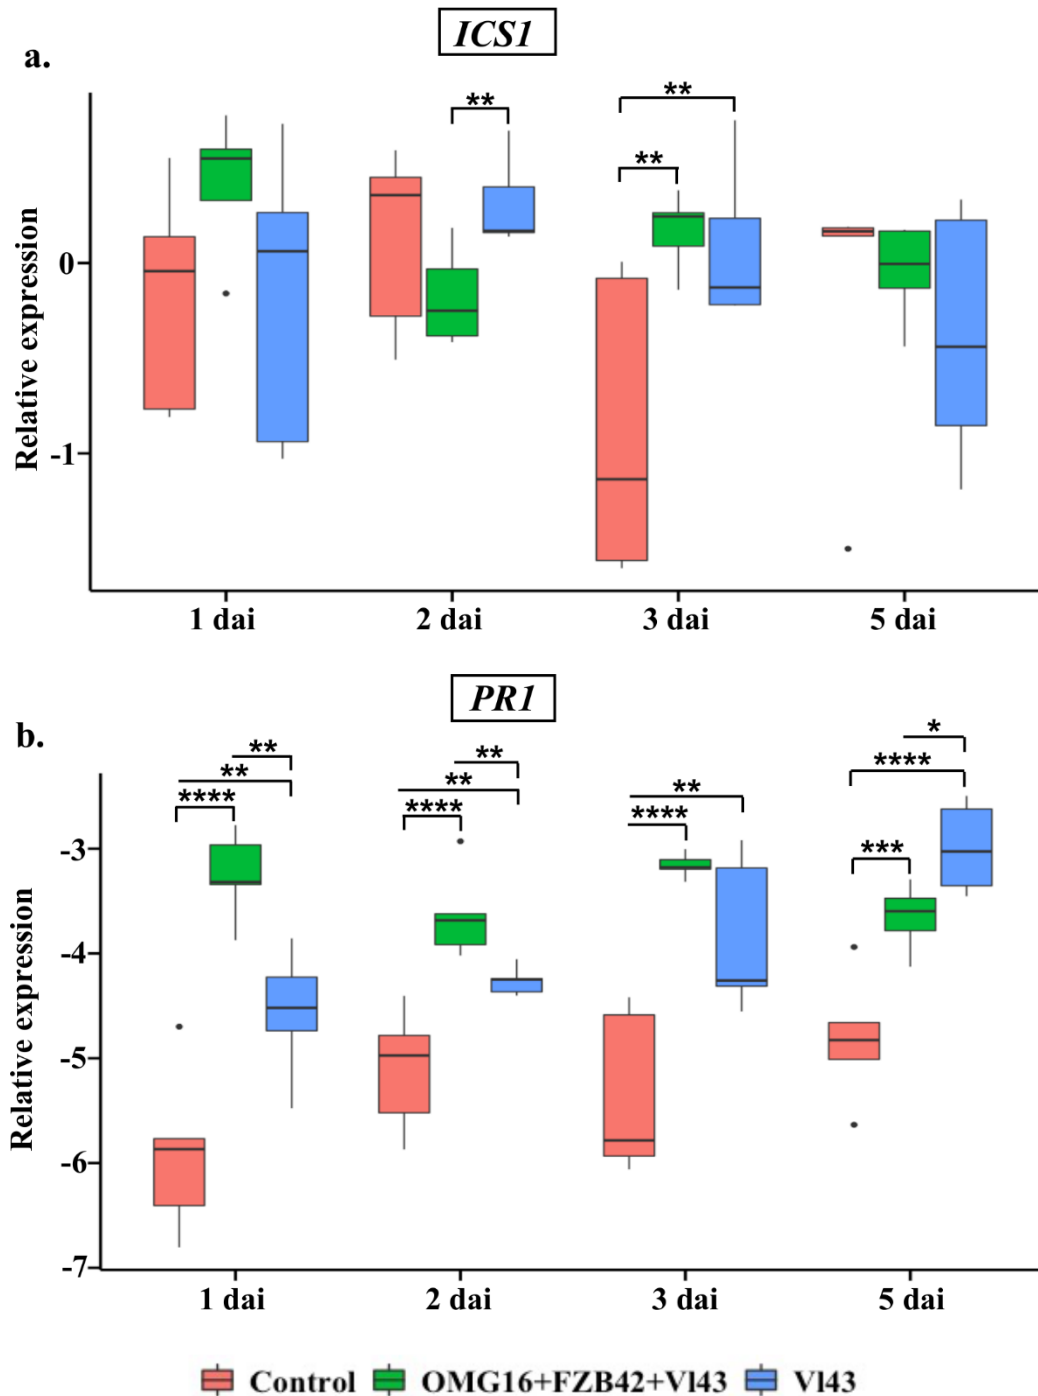 ICS1
a.
**
**
**
0
-1
Relative expression
1 dai 2 dai 3 dai 5 dai
PR1
b.
*
** ** ** ****
** ** **** ***
**** ****
-3
-4
-5
-6
-7
Relative expression
1 dai 2 dai 3 dai 5 dai
Control OMG16+FZB42+Vl43 Vl43